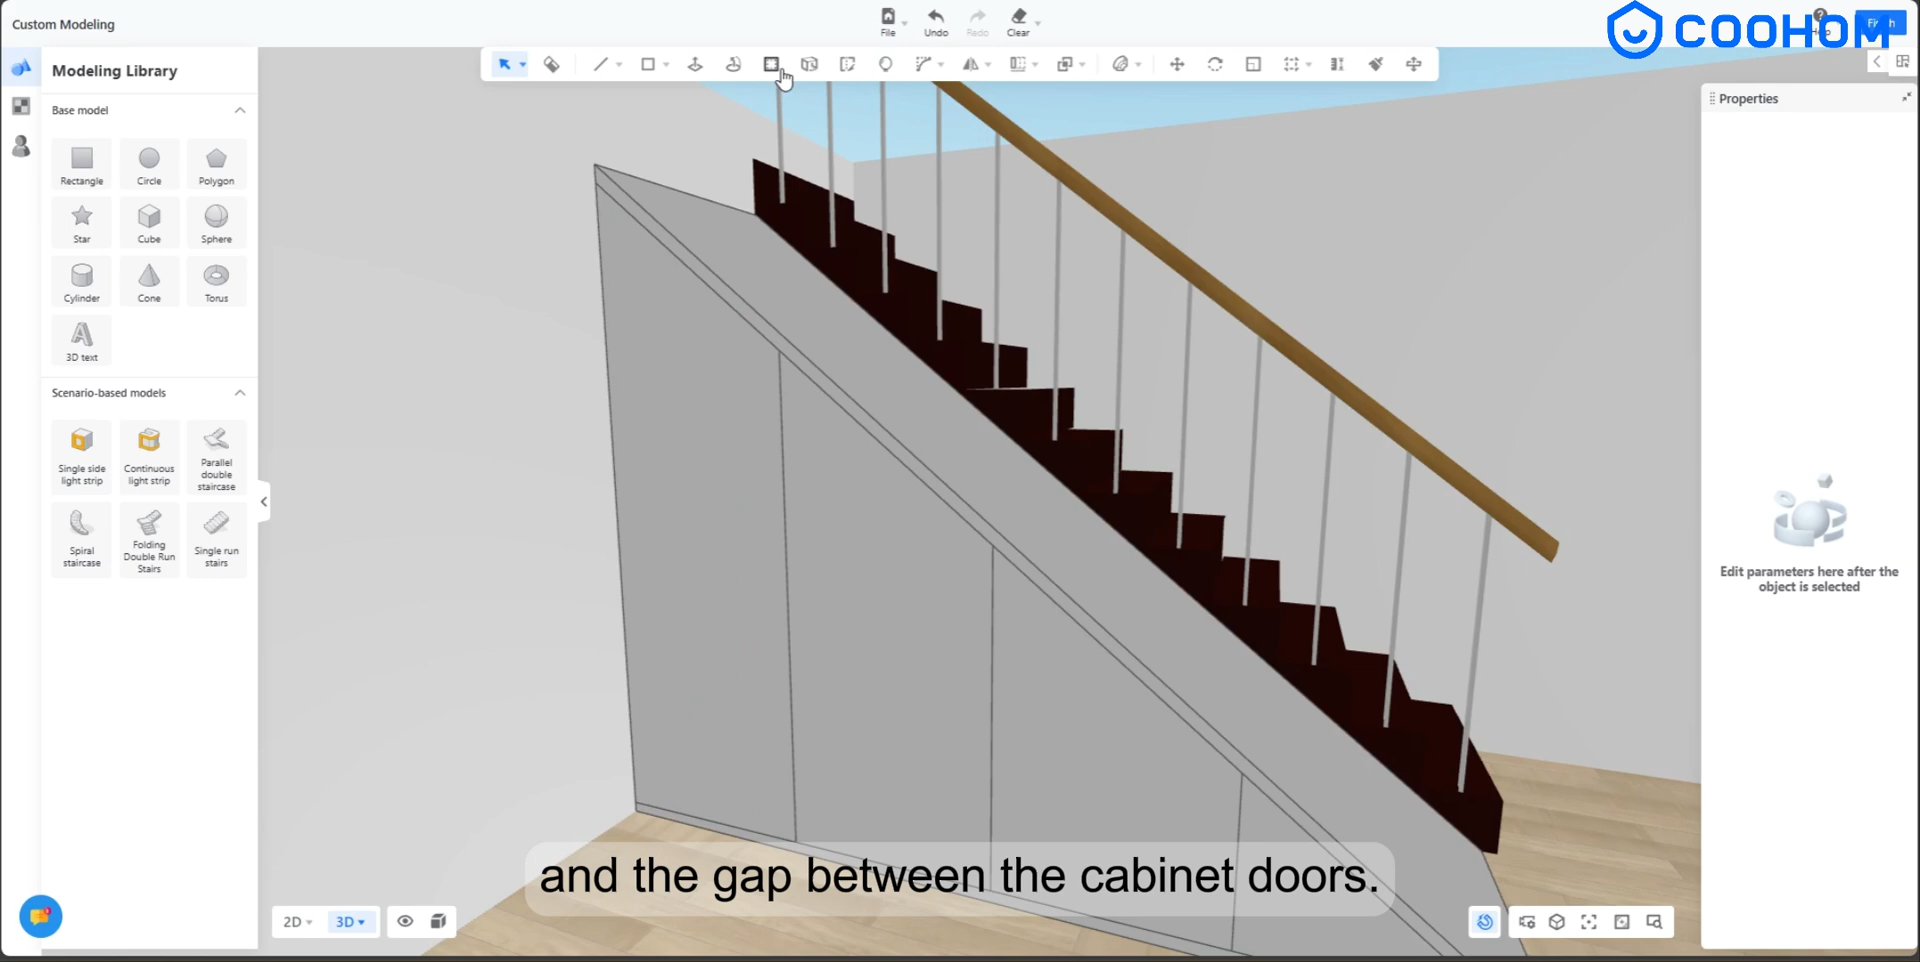 Custom Modeling
File
Undo
Redo
Clear
COOHOM
Modeling Library
Base model
Rectangle
Circle
Polygon
Star
Cube
Sphere
Cylinder
Cone
Torus
3D text
Scenario-based models
Single side
light strip
Continuous
light strip
Parallel
double
staircase
Spiral
staircase
Folding
Double Run
Stairs
Single run
stairs
Properties
Edit parameters here after the
object is selected
and the gap between the cabinet doors.
2D
3D